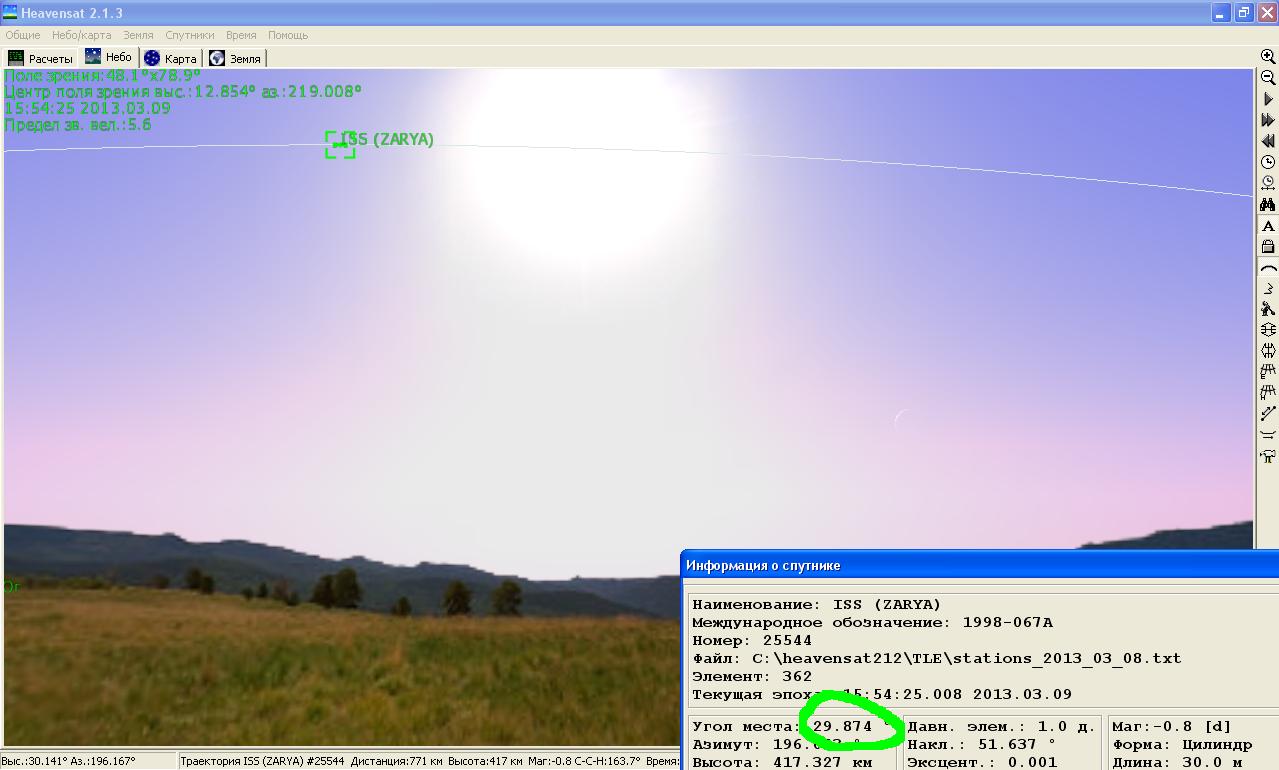 Heavensat 2.1.3
Общие Небо/карта Земля Спутники Время Помощь
Расчеты Небо Карта Земля
Поле зрения:48.1°x78.9°
Центр поля зрения выс.:12.854° аз.:219.008°
15:54:25 2013.03.09
Предел зв. вел.:5.6
ISS (ZARYA)
Юг
Информация о спутнике
Наименование: ISS (ZARYA)
Международное обозначение: 1998-067A
Номер: 25544
Файл: C:\heavensat212\TLE\stations_2013_03_08.txt
Элемент: 362
Текущая 15:54:25.008 2013.03.09
Угол места: 29.874 ° Давн. элем.: 1.0 д. Маг:-0.8 [d]
Азимут: Накл.: 51.637 ° Форма: Цилиндр
Высота: 417.327 км Эксцент.: 0.001 Длина: 30.0 м
Выс.:30.141° Аз.:196.167° Траектория ISS (ZARYA) #25544 Дистанция:771 км Высота:417 км Маг:-0.8 С-С-Н:163.7° Время: